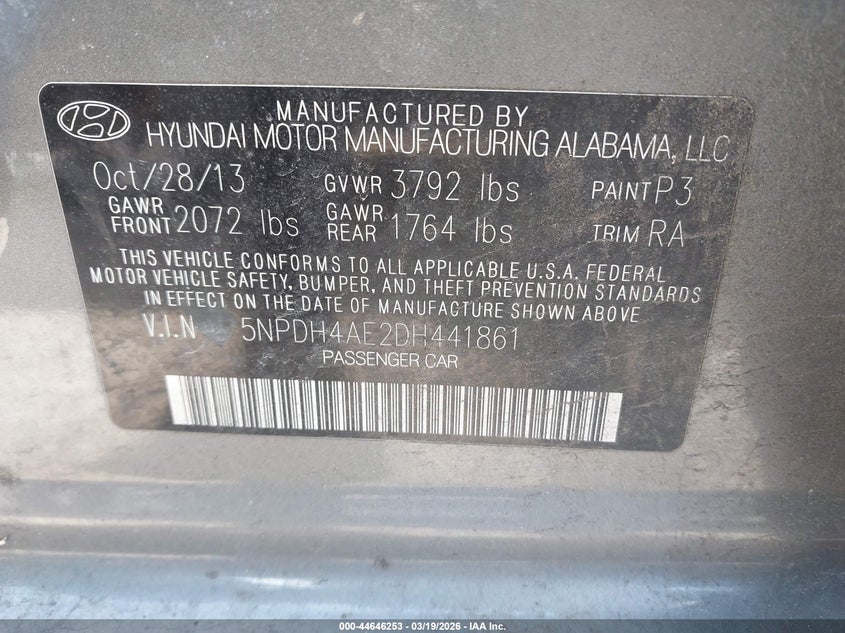 MANUFACTURED BY
HYUNDAI MOTOR MANUFACTURING ALABAMA, LLC
Oct/28/13 GVWR 3792 lbs PAINT P3
GAWR FRONT 2072 lbs GAWR REAR 1764 lbs TRIM RA
THIS VEHICLE CONFORMS TO ALL APPLICABLE U.S.A. FEDERAL
MOTOR VEHICLE SAFETY, BUMPER, AND THEFT PREVENTION STANDARDS
IN EFFECT ON THE DATE OF MANUFACTURE SHOWN ABOVE.
V.I.N 5NPDH4AE2DH441861
PASSENGER CAR
000-44646253 - 03/19/2026 - IAA Inc.